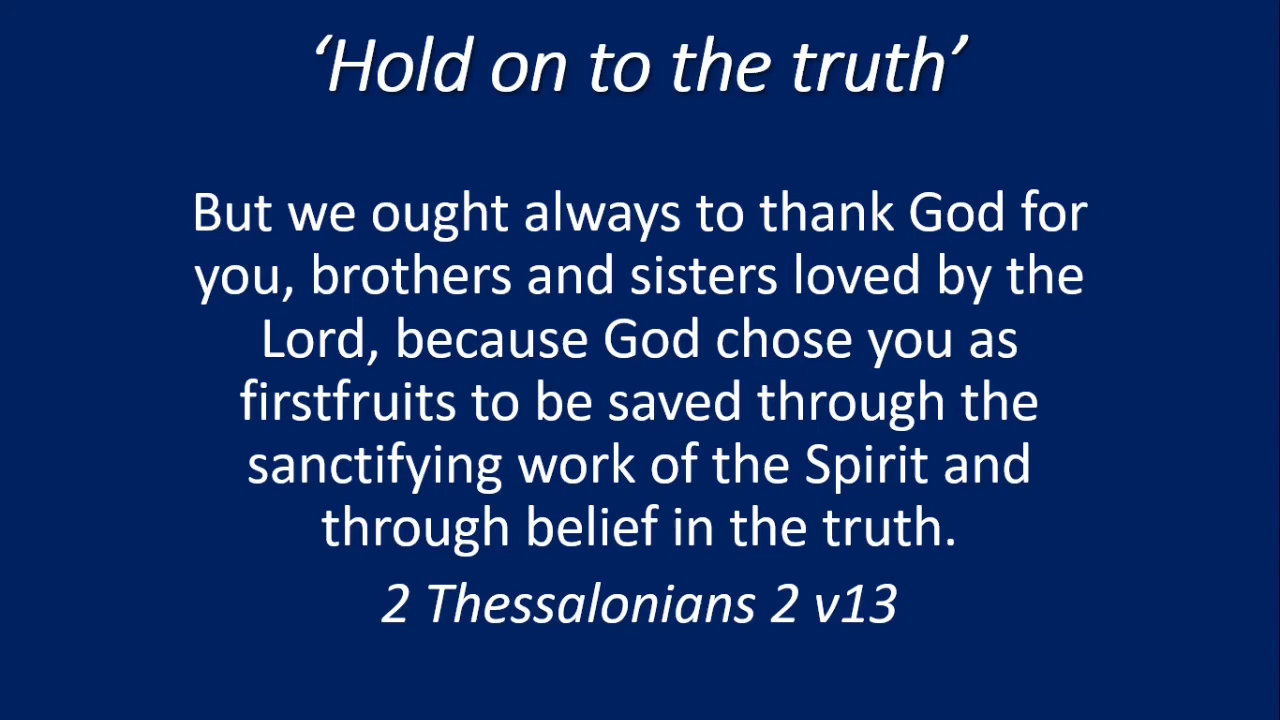 ‘Hold on to the truth’
But we ought always to thank God for
you, brothers and sisters loved by the
Lord, because God chose you as
firstfruits to be saved through the
sanctifying work of the Spirit and
through belief in the truth.
2 Thessalonians 2 v13